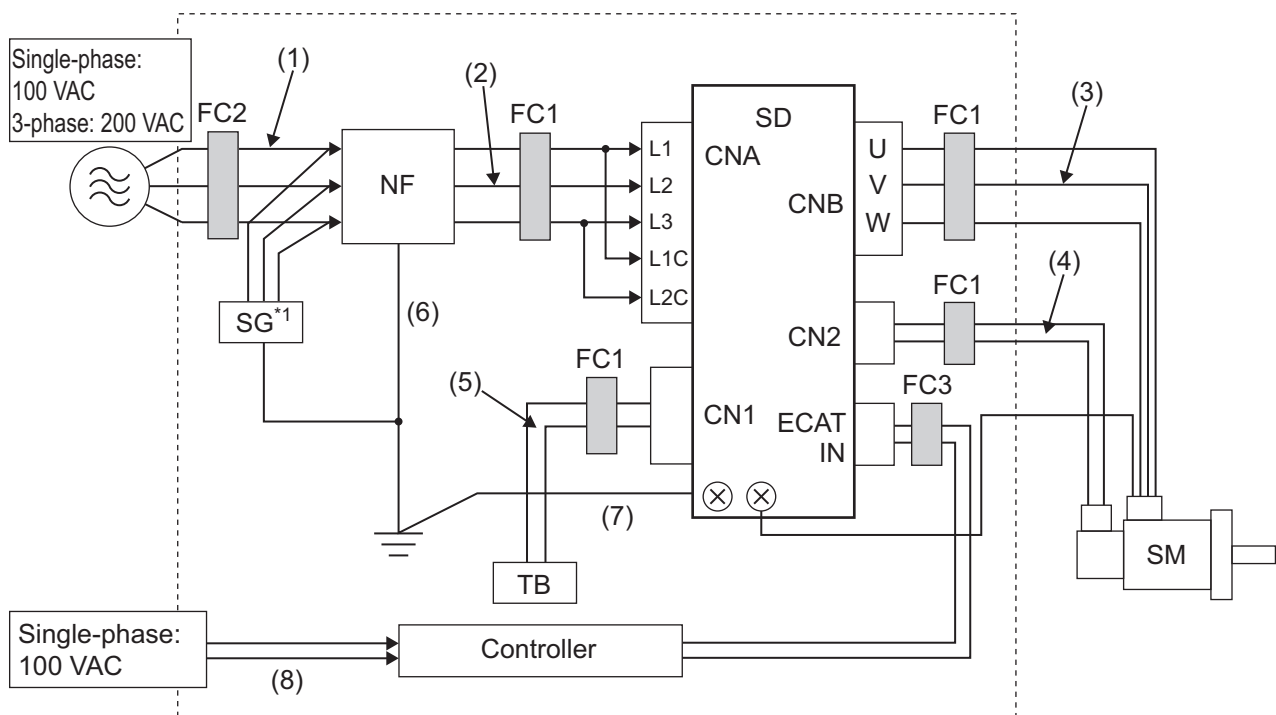 Single-phase:
100 VAC
3-phase: 200 VAC
(1)
FC2
NF
(2)
FC1
SG*1
(6)
SD
CNA
L1
L2
L3
L1C
L2C
CNB
U
V
W
FC1
(3)
CN2
FC1
(4)
CN1
FC1
(5)
ECAT
IN
FC3
(7)
TB
SM
Single-phase:
100 VAC
(8)
Controller